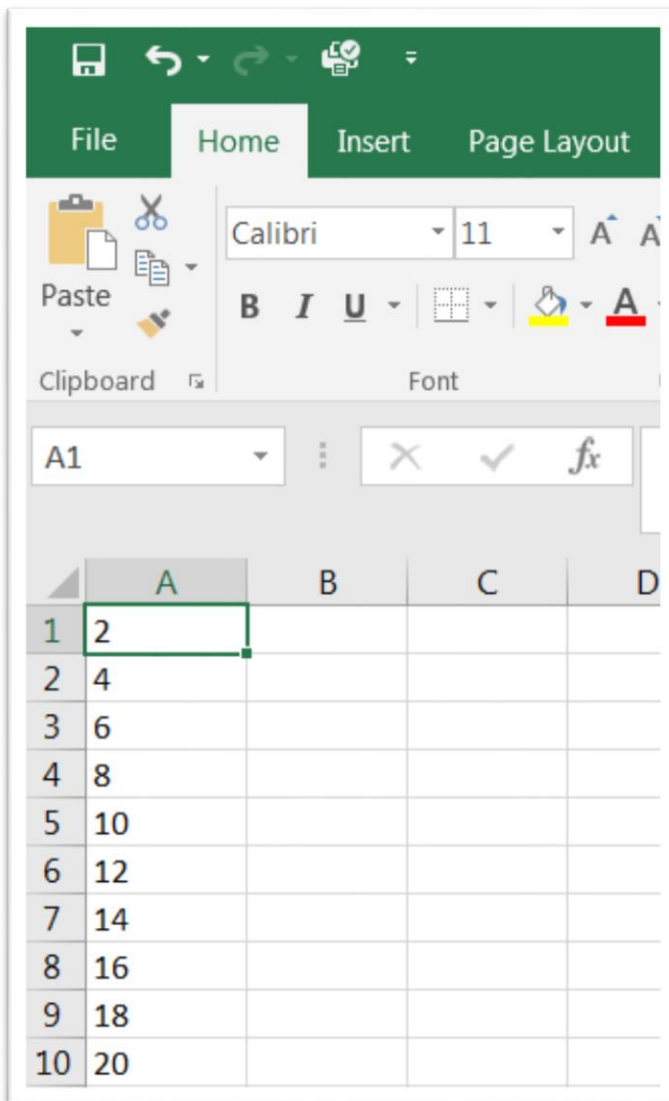 File Home Insert Page Layout
Calibri 11 A A
Paste B I U A
Clipboard Font
A1 fx
A B C D
1 2
2 4
3 6
4 8
5 10
6 12
7 14
8 16
9 18
10 20